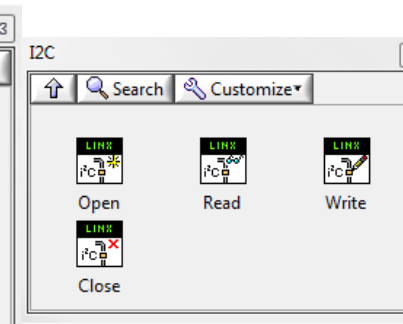 I2C
Search Customize
LINX LINX LINX
i²C i²C i²C
Open Read Write
LINX
i²C
Close